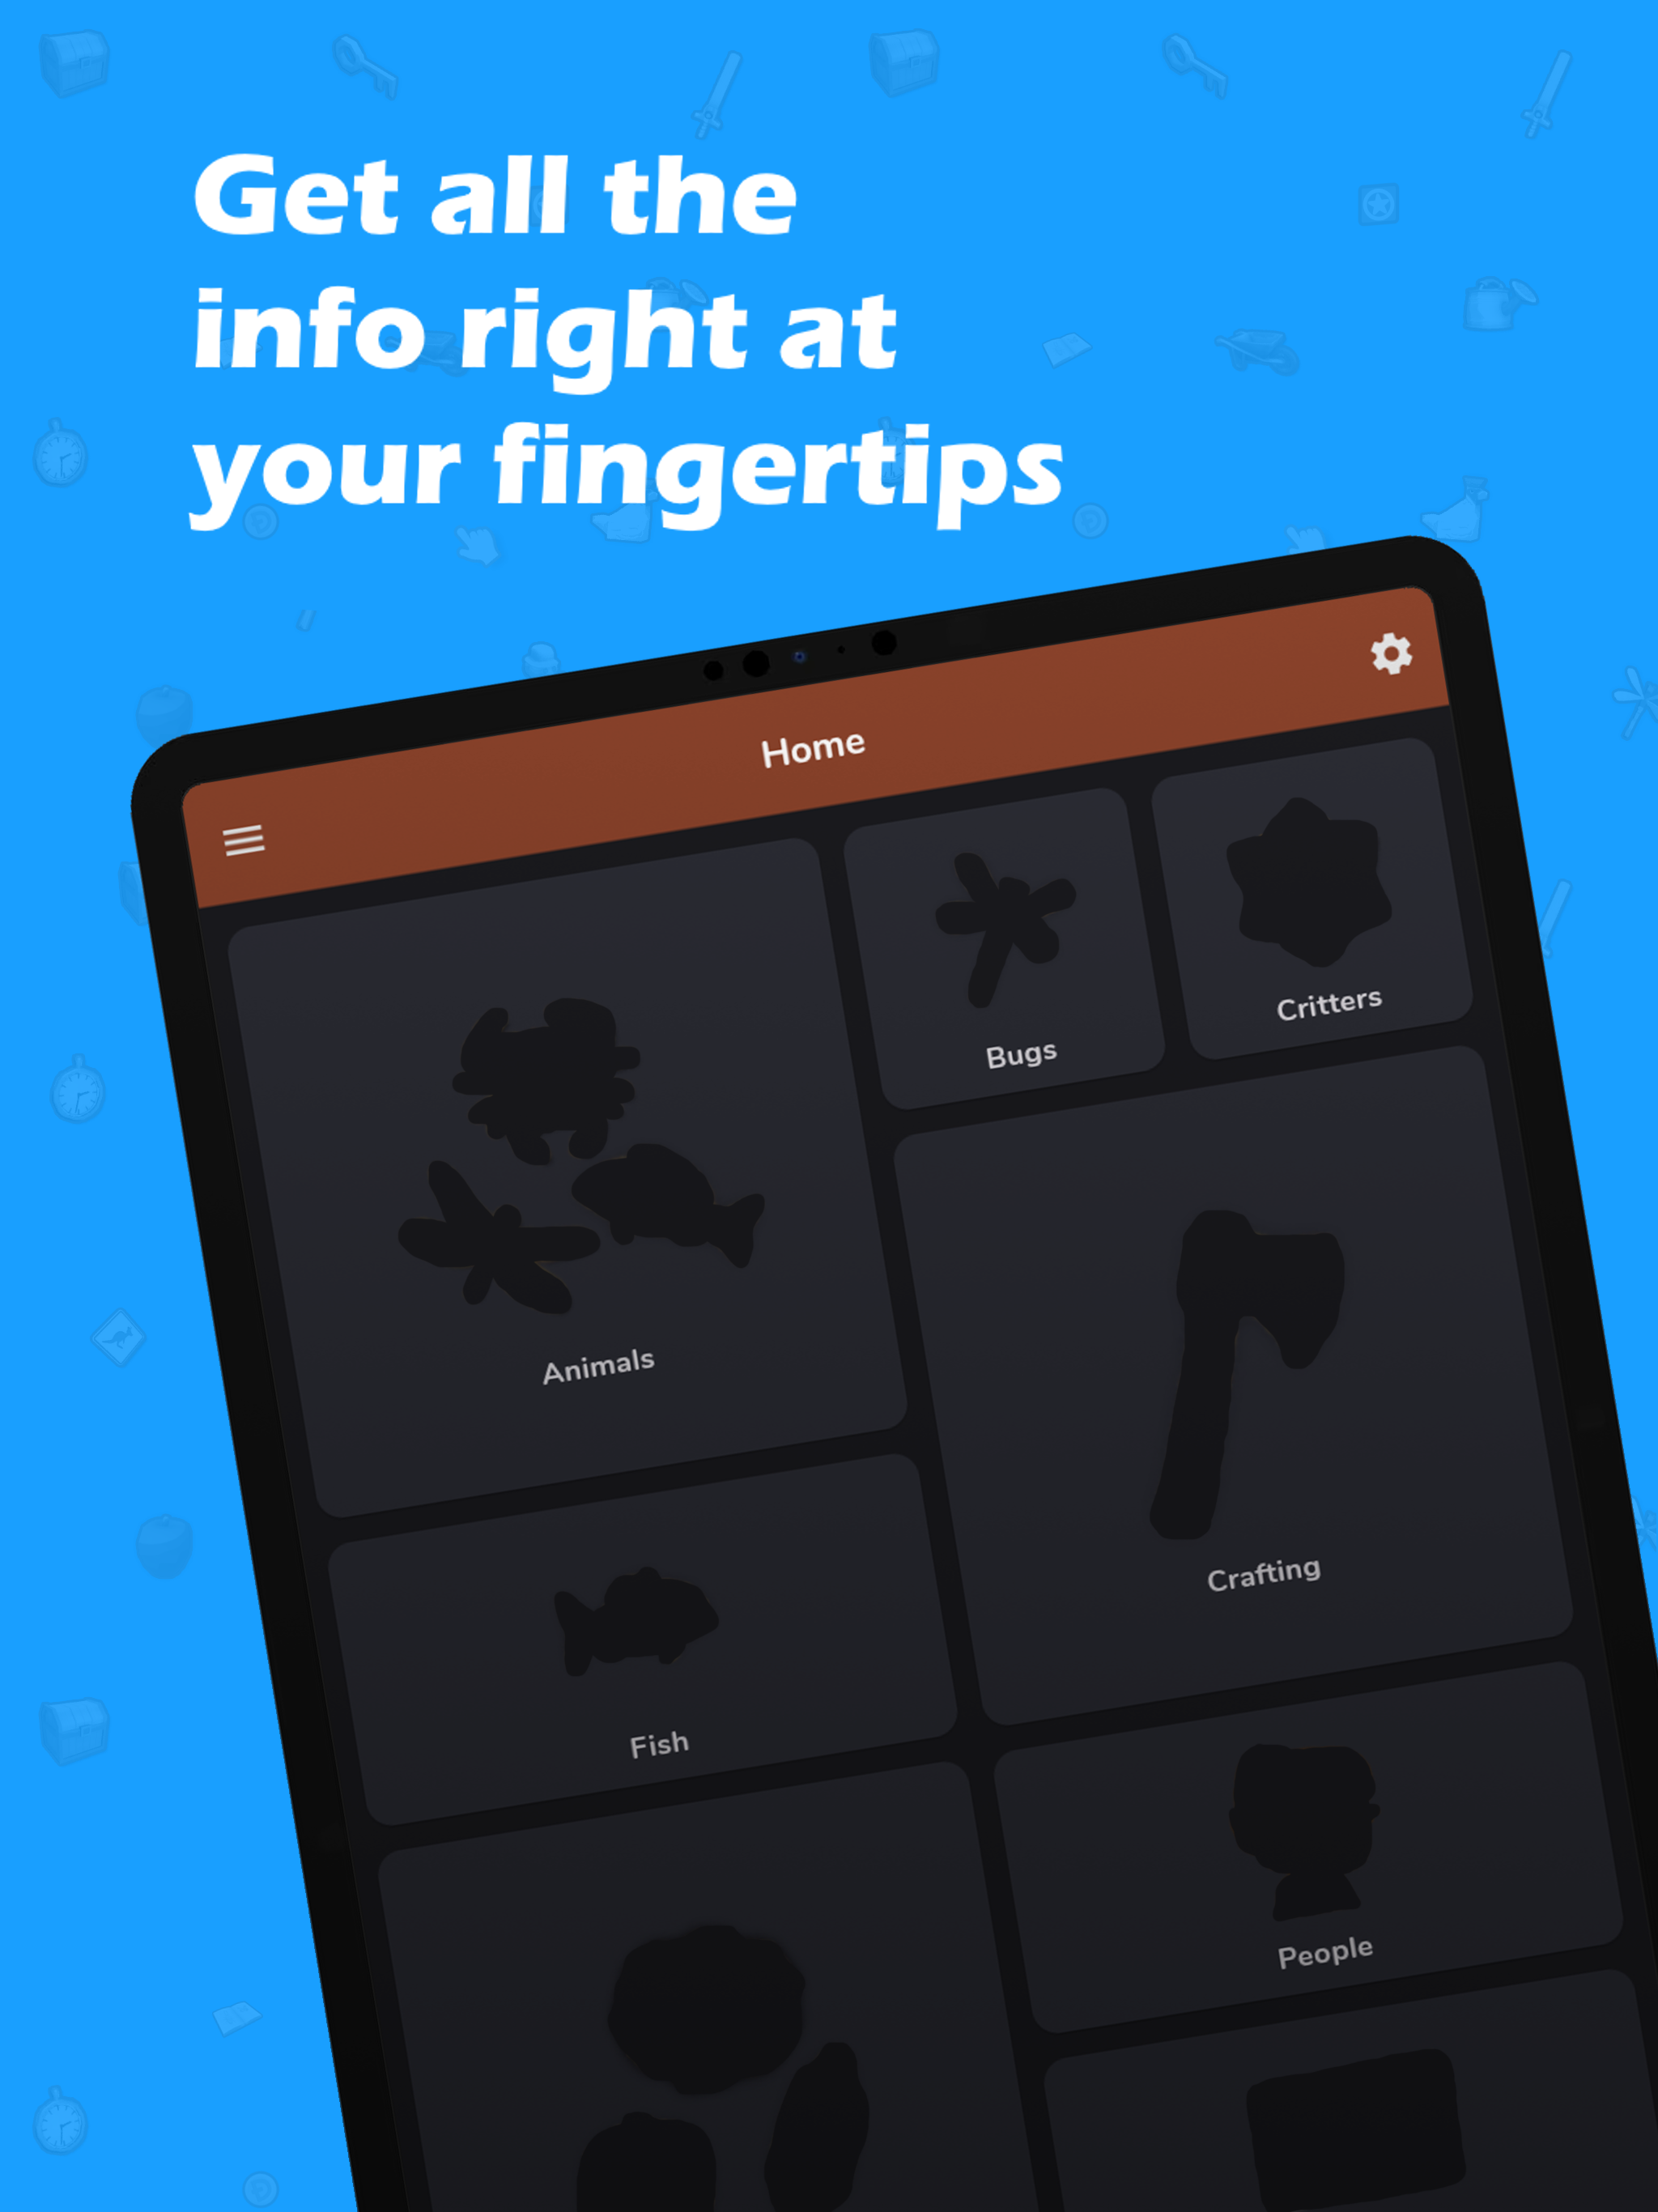 Get all the
info right at
your fingertips
Home
Bugs
Critters
Animals
Crafting
Fish
People